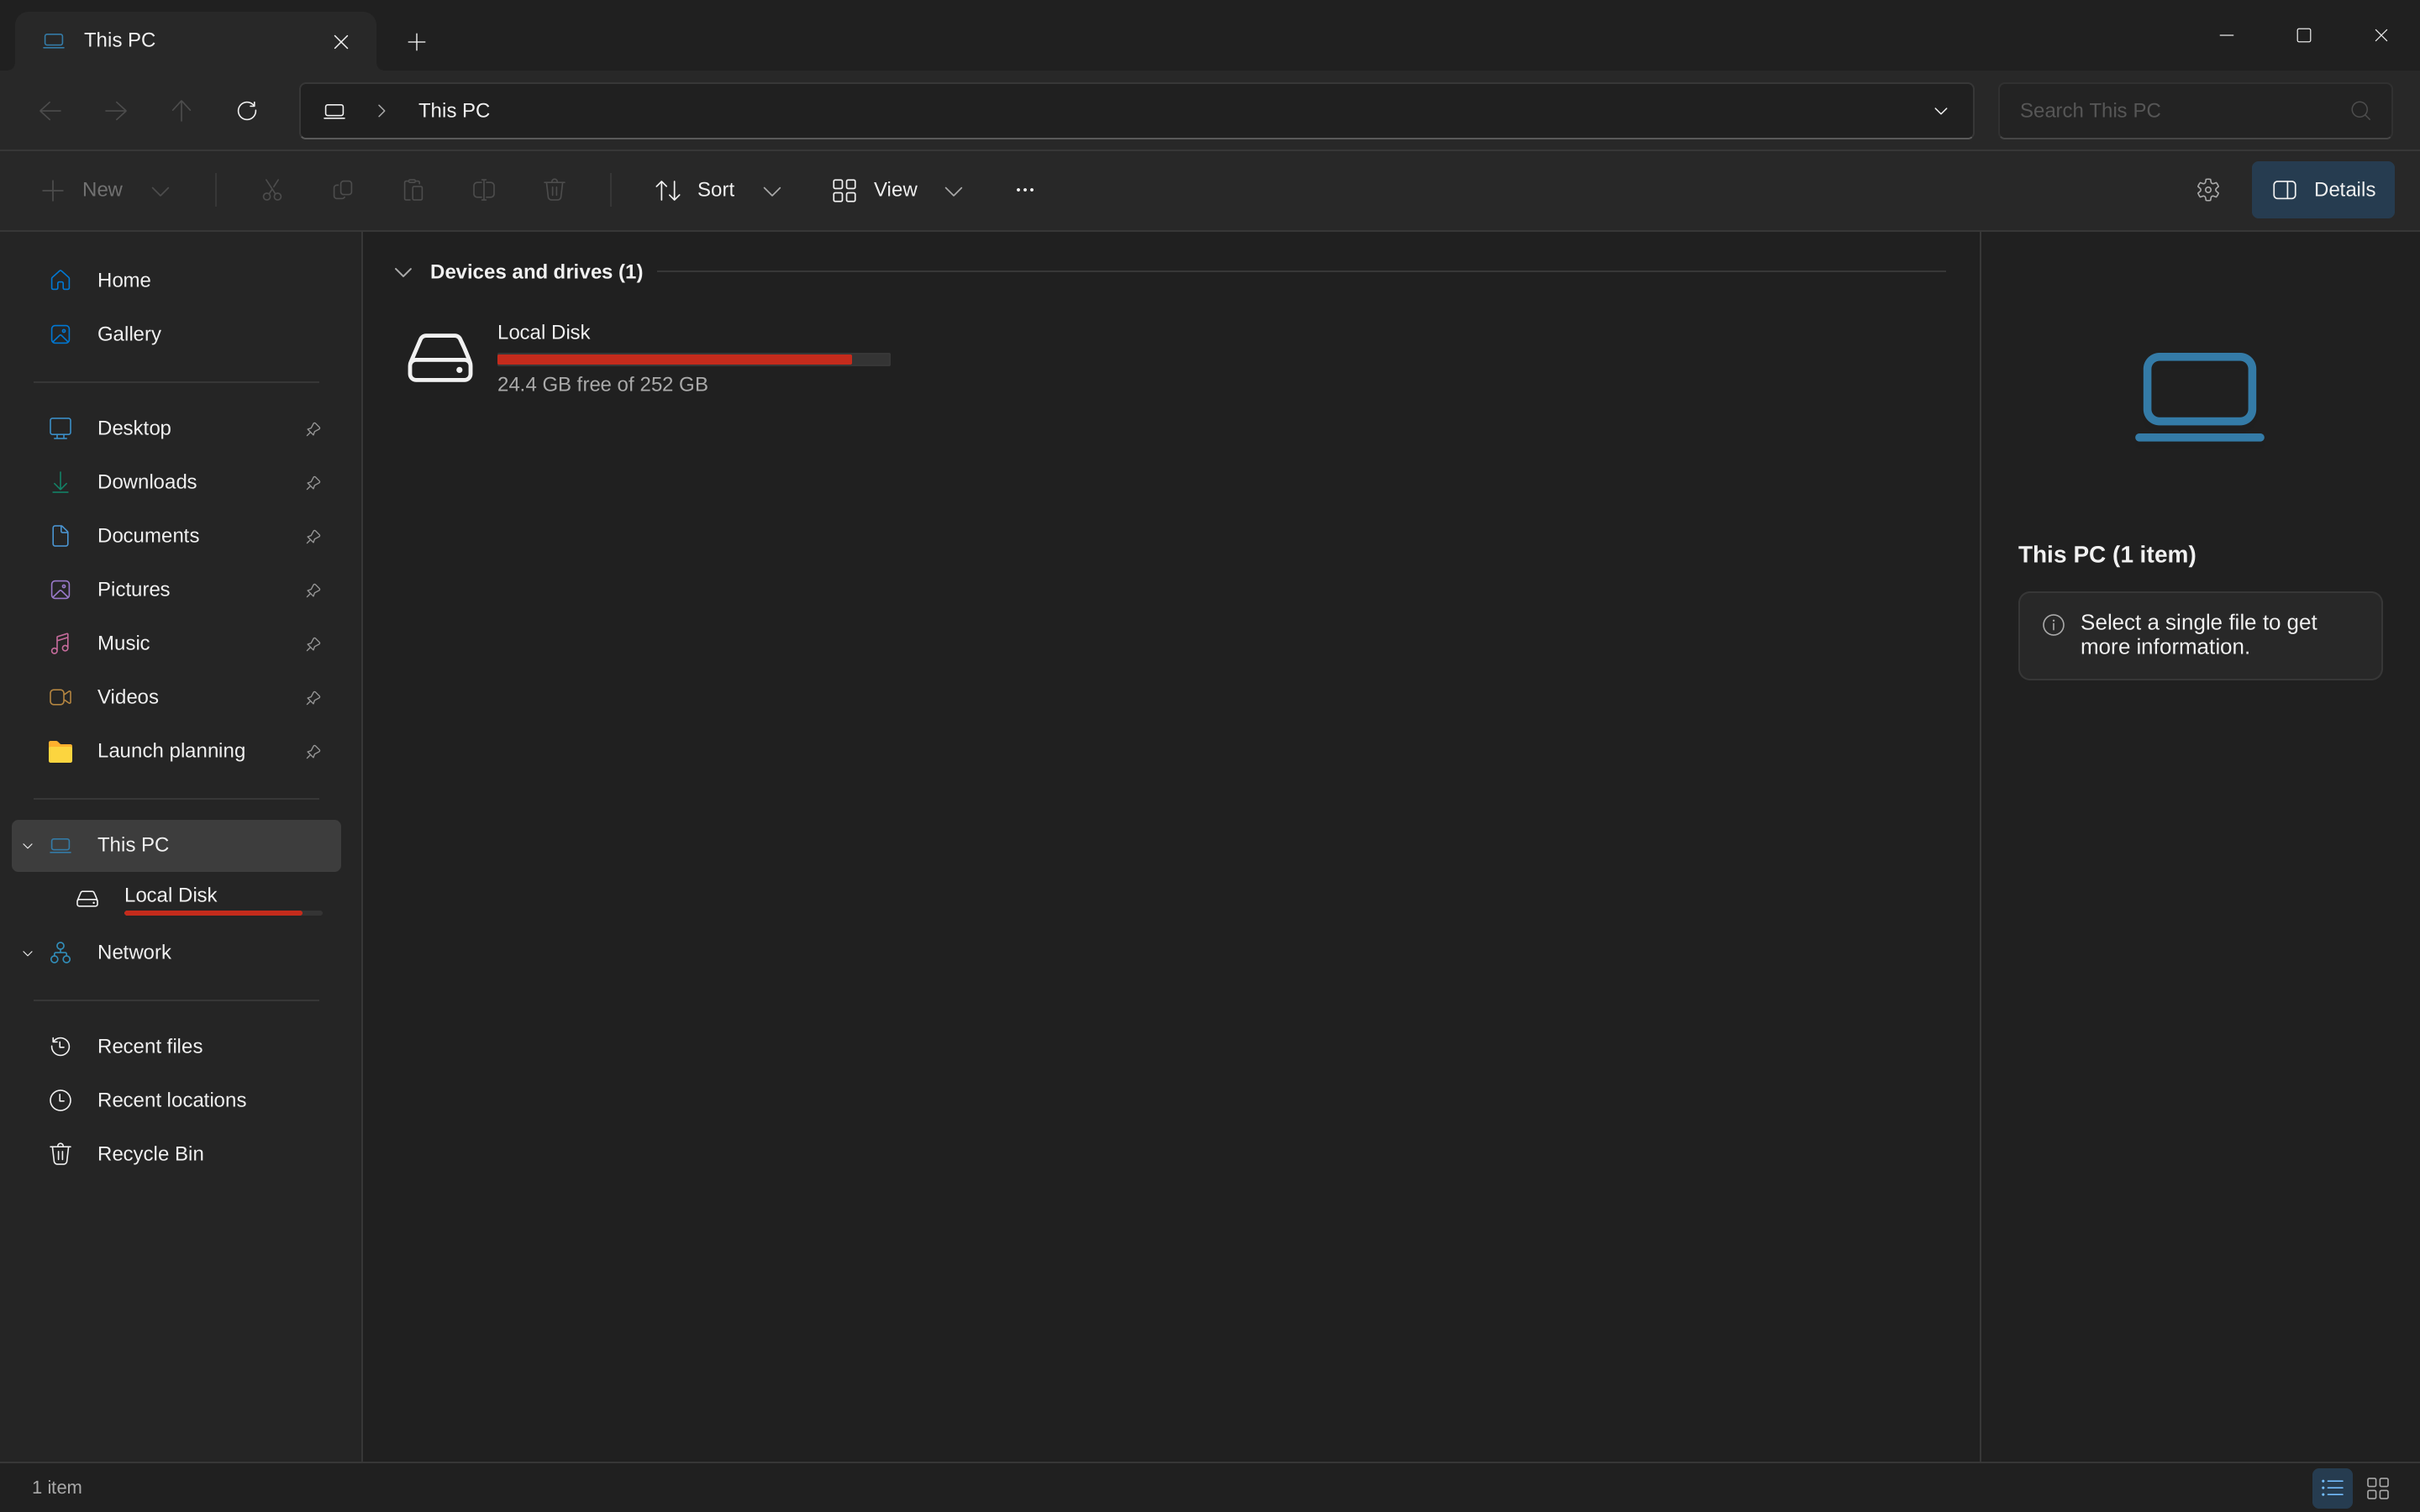 This PC
This PC
Search This PC
New
Sort
View
Details
Home
Gallery
Desktop
Downloads
Documents
Pictures
Music
Videos
Launch planning
This PC
Local Disk
Network
Recent files
Recent locations
Recycle Bin
Devices and drives (1)
Local Disk
24.4 GB free of 252 GB
This PC (1 item)
Select a single file to get
more information.
1 item